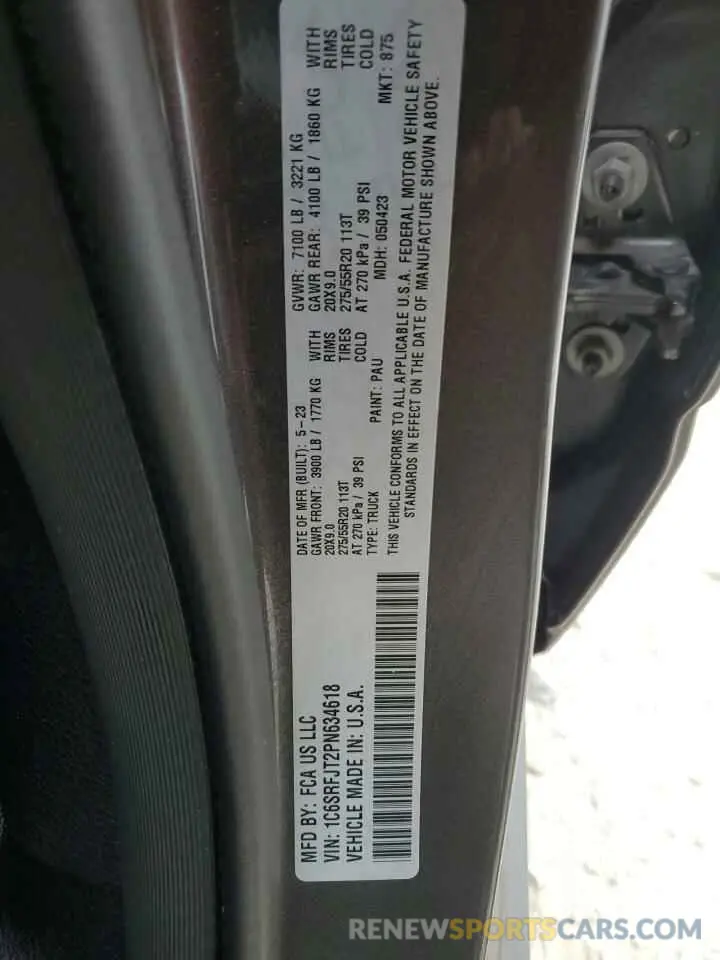 MFD BY: FCA US LLC
VIN: 1C6SRFJT2PN634618
VEHICLE MADE IN: U.S.A.
DATE OF MFR (BUILT): 5-23 GVWR: 7100 LB / 3221 KG
GAWR FRONT: 3900 LB / 1770 KG WITH GAWR REAR: 4100 LB / 1860 KG WITH
20X9.0 RIMS 20X9.0 RIMS
275/55R20 113T TIRES 275/55R20 113T TIRES
AT 270 kPa / 39 PSI COLD AT 270 kPa / 39 PSI COLD
TYPE: TRUCK PAINT: PAU MDH: 050423 MKT: 875
THIS VEHICLE CONFORMS TO ALL APPLICABLE U.S.A. FEDERAL MOTOR VEHICLE SAFETY
STANDARDS IN EFFECT ON THE DATE OF MANUFACTURE SHOWN ABOVE.
RENEWSPORTCARS.COM